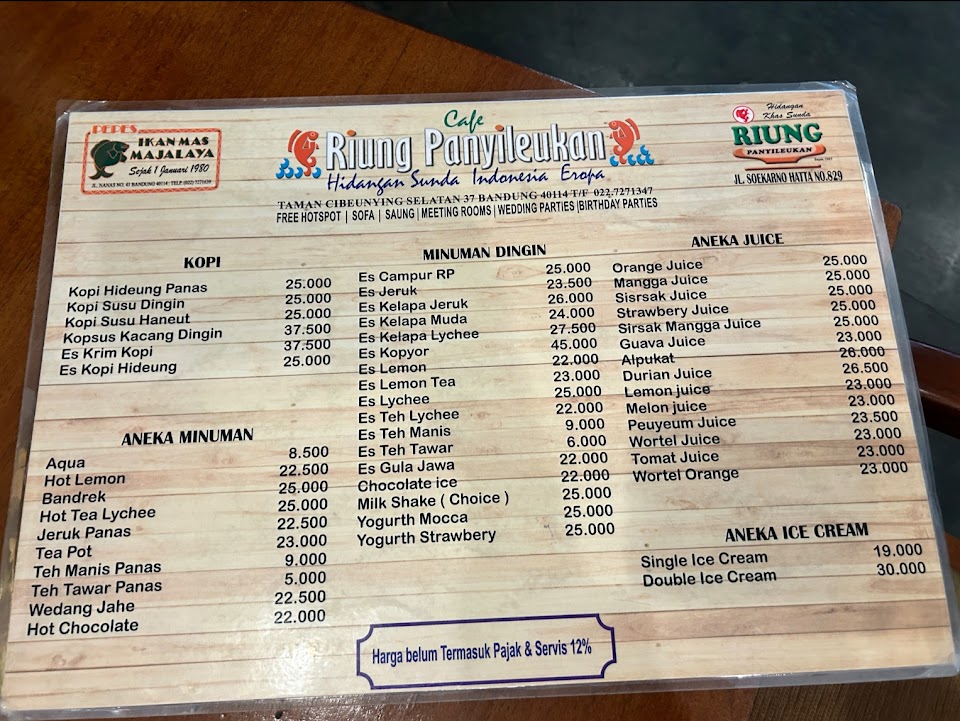 PEPES
IKAN MAS
MAJALAYA
Sejak 1 Januari 1980
JL. NANAS NO. 47 BANDUNG 40114 TELP. (022) 7271439
Cafe
Riung Panyileukan
Hidangan Sunda Indonesia Eropa
TAMAN CIBEUNYING SELATAN 37 BANDUNG 40114 T/F 022.7271347
FREE HOTSPOT | SOFA | SAUNG | MEETING ROOMS | WEDDING PARTIES |BIRTHDAY PARTIES
Hidangan
Khas Sunda
RIUNG
PANYILEUKAN
JL. SOEKARNO HATTA NO.829
KOPI
Kopi Hideung Panas 25.000
Kopi Susu Dingin 25.000
Kopi Susu Haneut 25.000
Kopsus Kacang Dingin 37.500
Es Krim Kopi 37.500
Es Kopi Hideung 25.000
ANEKA MINUMAN
Aqua 8.500
Hot Lemon 22.500
Bandrek 25.000
Hot Tea Lychee 25.000
Jeruk Panas 22.500
Tea Pot 23.000
Teh Manis Panas 9.000
Teh Tawar Panas 5.000
Wedang Jahe 22.500
Hot Chocolate 22.000
MINUMAN DINGIN
Es Campur RP 25.000
Es Jeruk 23.500
Es Kelapa Jeruk 26.000
Es Kelapa Muda 24.000
Es Kelapa Lychee 27.500
Es Kopyor 45.000
Es Lemon 22.000
Es Lemon Tea 23.000
Es Lychee 25.000
Es Teh Lychee 22.000
Es Teh Manis 9.000
Es Teh Tawar 6.000
Es Gula Jawa 22.000
Chocolate ice 22.000
Milk Shake ( Choice ) 25.000
Yogurth Mocca 25.000
Yogurth Strawbery 25.000
ANEKA JUICE
Orange Juice 25.000
Mangga Juice 25.000
Sisrsak Juice 25.000
Strawbery Juice 25.000
Sirsak Mangga Juice 25.000
Guava Juice 23.000
Alpukat 26.000
Durian Juice 26.500
Lemon juice 23.000
Melon juice 23.000
Peuyeum Juice 23.500
Wortel Juice 23.000
Tomat Juice 23.000
Wortel Orange 23.000
ANEKA ICE CREAM
Single Ice Cream 19.000
Double Ice Cream 30.000
Harga belum Termasuk Pajak & Servis 12%